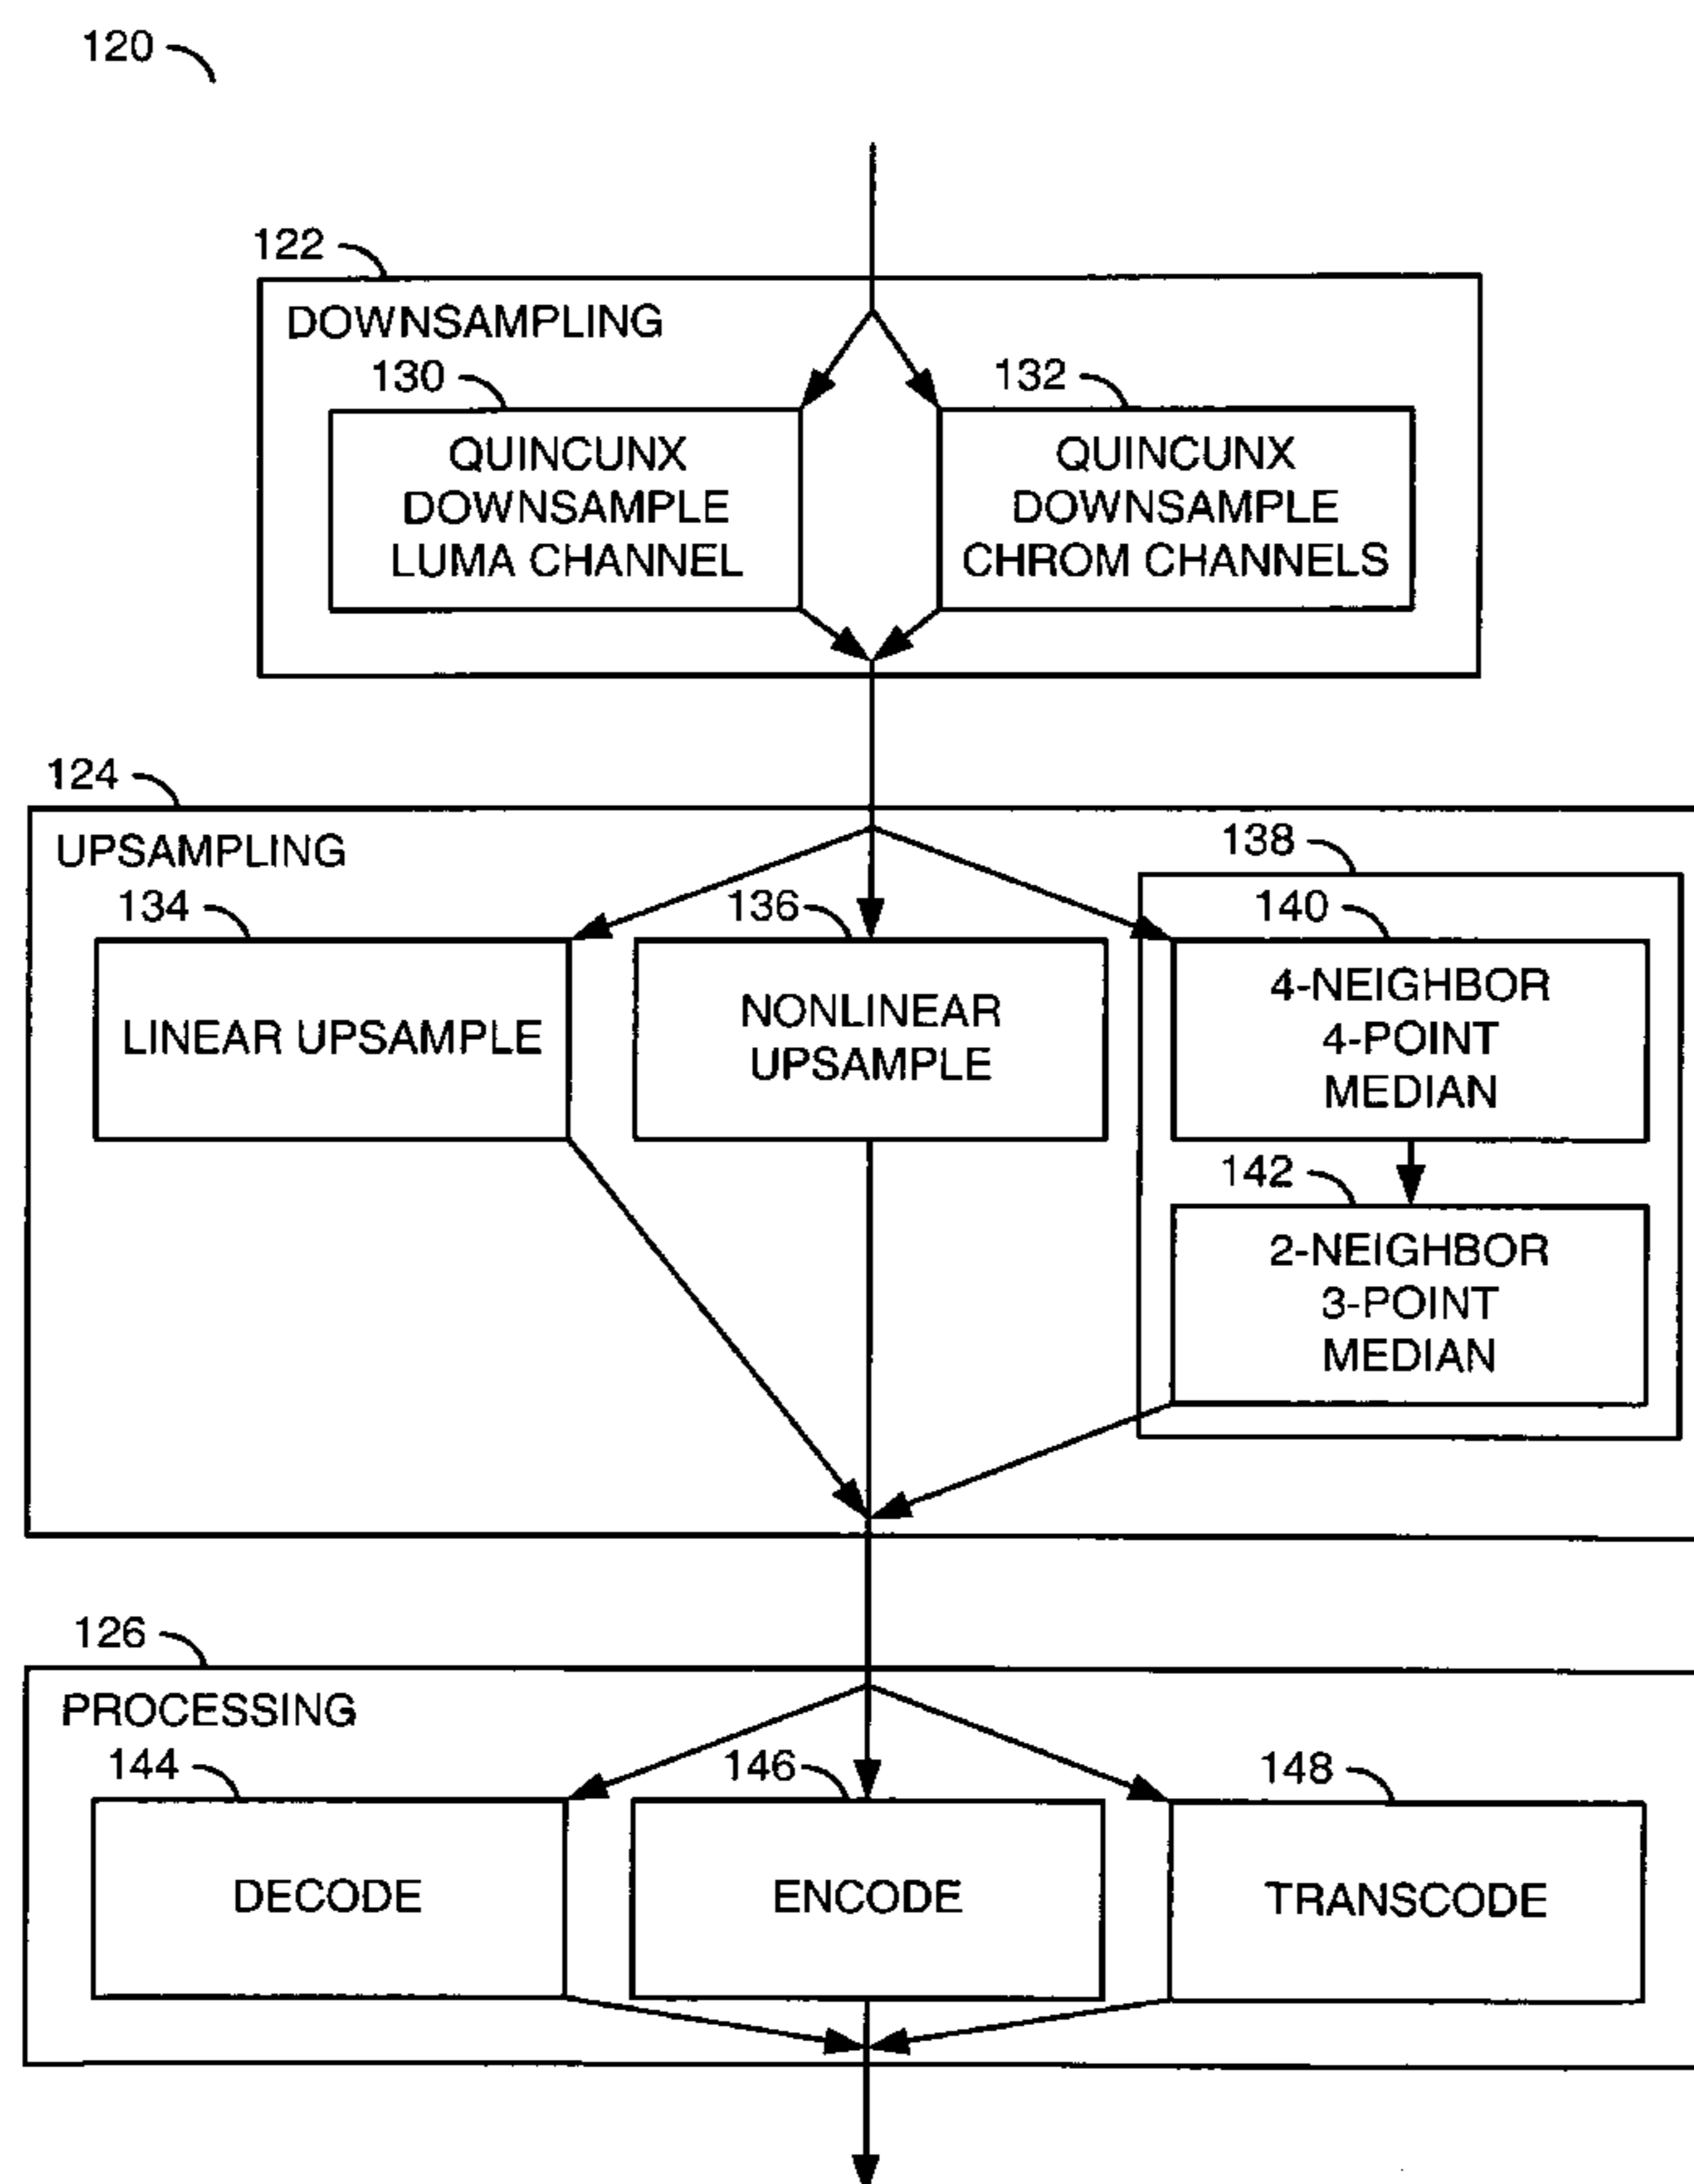 120
122
DOWNSAMPLING
130
132
QUINCUNX
DOWNSAMPLE
LUMA CHANNEL
QUINCUNX
DOWNSAMPLE
CHROM CHANNELS
124
UPSAMPLING
138
134
136
140
LINEAR UPSAMPLE
NONLINEAR
UPSAMPLE
4-NEIGHBOR
4-POINT
MEDIAN
142
2-NEIGHBOR
3-POINT
MEDIAN
126
PROCESSING
144
146
148
DECODE
ENCODE
TRANSCODE